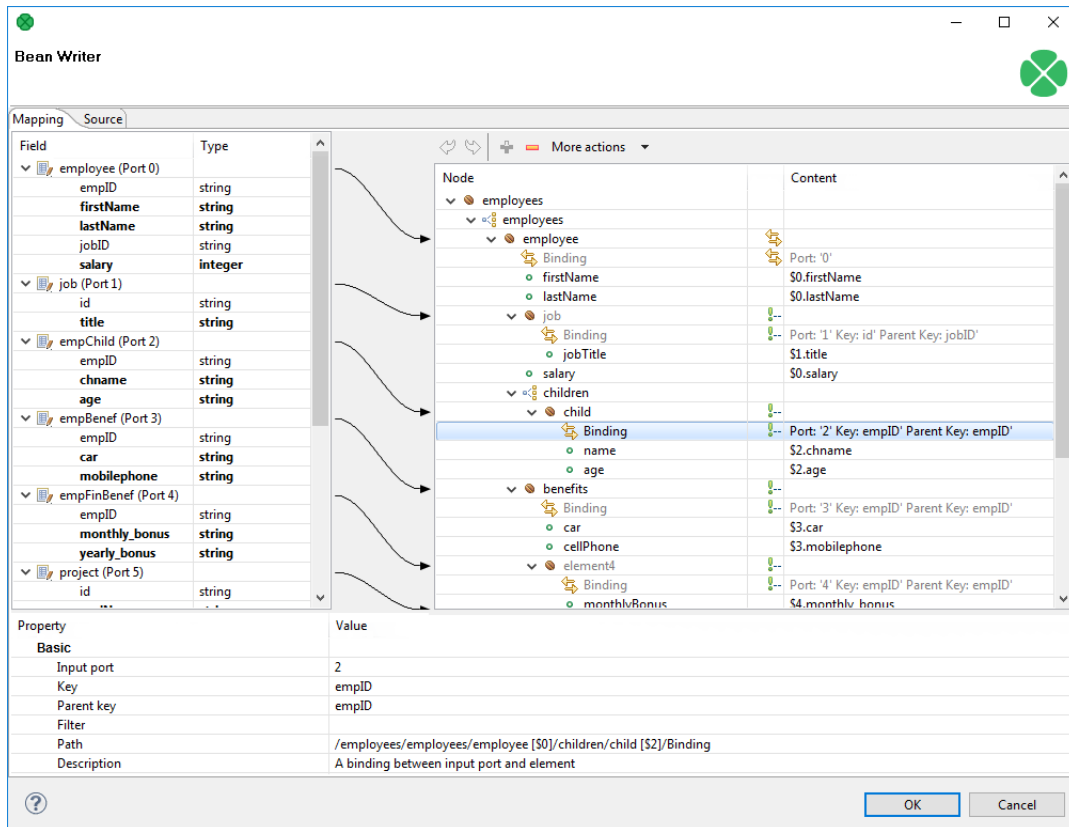 Bean Writer
Mapping Source
Field Type
employee (Port 0)
empID string
firstName string
lastName string
jobID string
salary integer
job (Port 1)
id string
title string
empChild (Port 2)
empID string
chname string
age string
empBenef (Port 3)
empID string
car string
mobilephone string
empFinBenef (Port 4)
empID string
monthly_bonus string
yearly_bonus string
project (Port 5)
id string
More actions
Node Content
employees
employees
employee
Binding Port: '0'
firstName $0.firstName
lastName $0.lastName
job
Binding Port: '1' Key: id' Parent Key: jobID'
jobTitle $1.title
salary $0.salary
children
child
Binding Port: '2' Key: empID' Parent Key: empID'
name $2.chname
age $2.age
benefits
Binding Port: '3' Key: empID' Parent Key: empID'
car $3.car
cellPhone $3.mobilephone
element4
Binding Port: '4' Key: empID' Parent Key: empID'
monthlyBonus $4.monthly_bonus
Property Value
Basic
Input port 2
Key empID
Parent key empID
Filter
Path /employees/employees/employee [$0]/children/child [$2]/Binding
Description A binding between input port and element
? OK Cancel